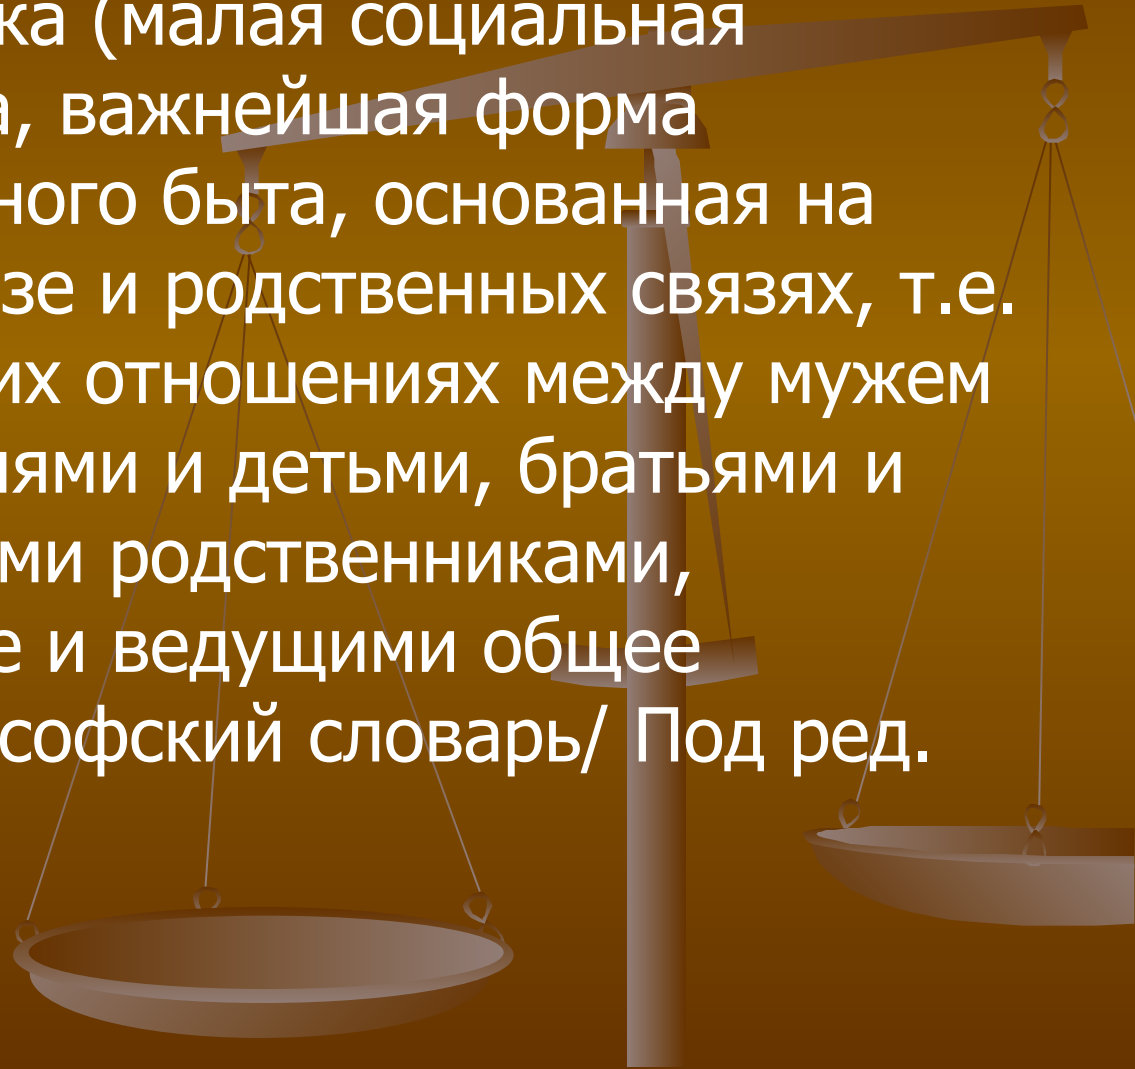 ка (малая социальная
а, важнейшая форма
ного быта, основанная на
зе и родственных связях, т.е.
их отношениях между мужем
лями и детьми, братьями и
ми родственниками,
е и ведущими общее
софский словарь/ Под ред.